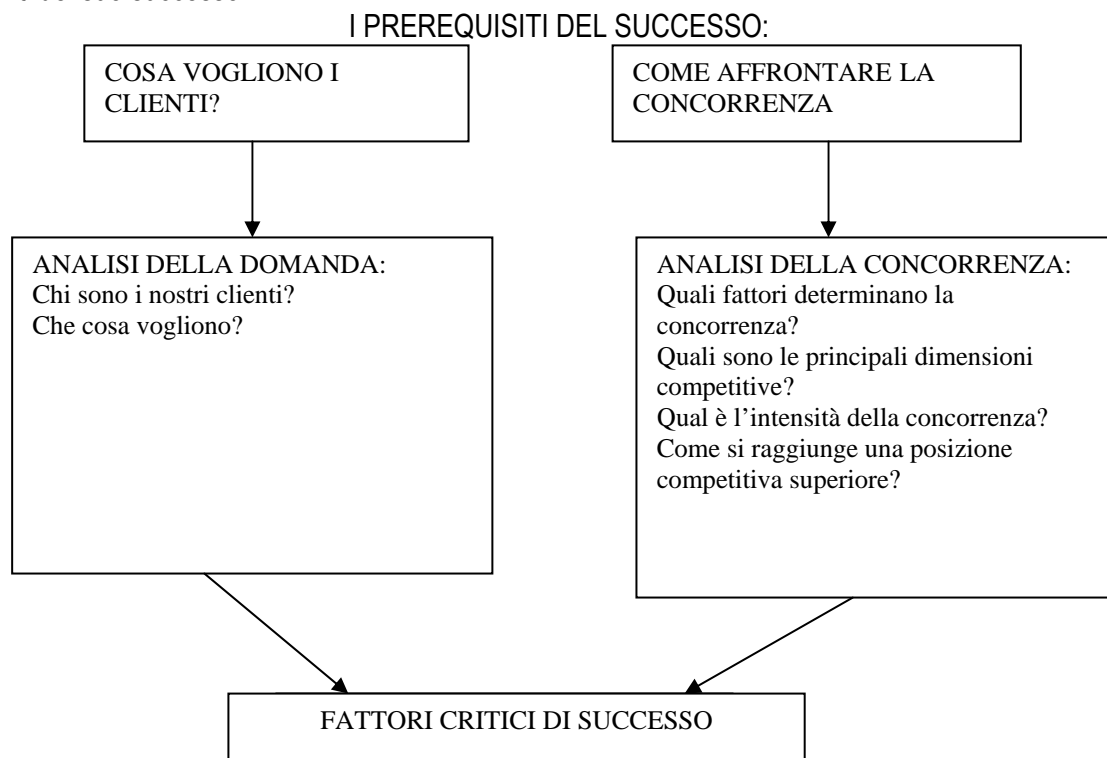 I PREREQUISITI DEL SUCCESSO:
COSA VOGLIONO I
CLIENTI?
COME AFFRONTARE LA
CONCORRENZA
ANALISI DELLA DOMANDA:
Chi sono i nostri clienti?
Che cosa vogliono?
ANALISI DELLA CONCORRENZA:
Quali fattori determinano la
concorrenza?
Quali sono le principali dimensioni
competitive?
Qual è l’intensità della concorrenza?
Come si raggiunge una posizione
competitiva superiore?
FATTORI CRITICI DI SUCCESSO